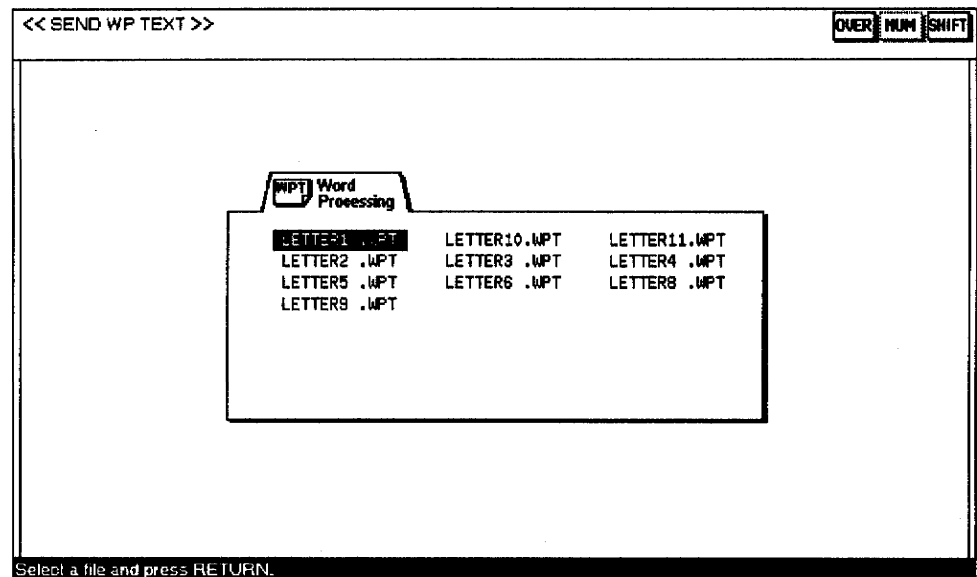 << SEND WP TEXT >> OVER NUM SHIFT
WPT Word
Processing
LETTER1 .WPT LETTER10.WPT LETTER11.WPT
LETTER2 .WPT LETTER3 .WPT LETTER4 .WPT
LETTER5 .WPT LETTER6 .WPT LETTER8 .WPT
LETTER9 .WPT
Select a file and press RETURN.